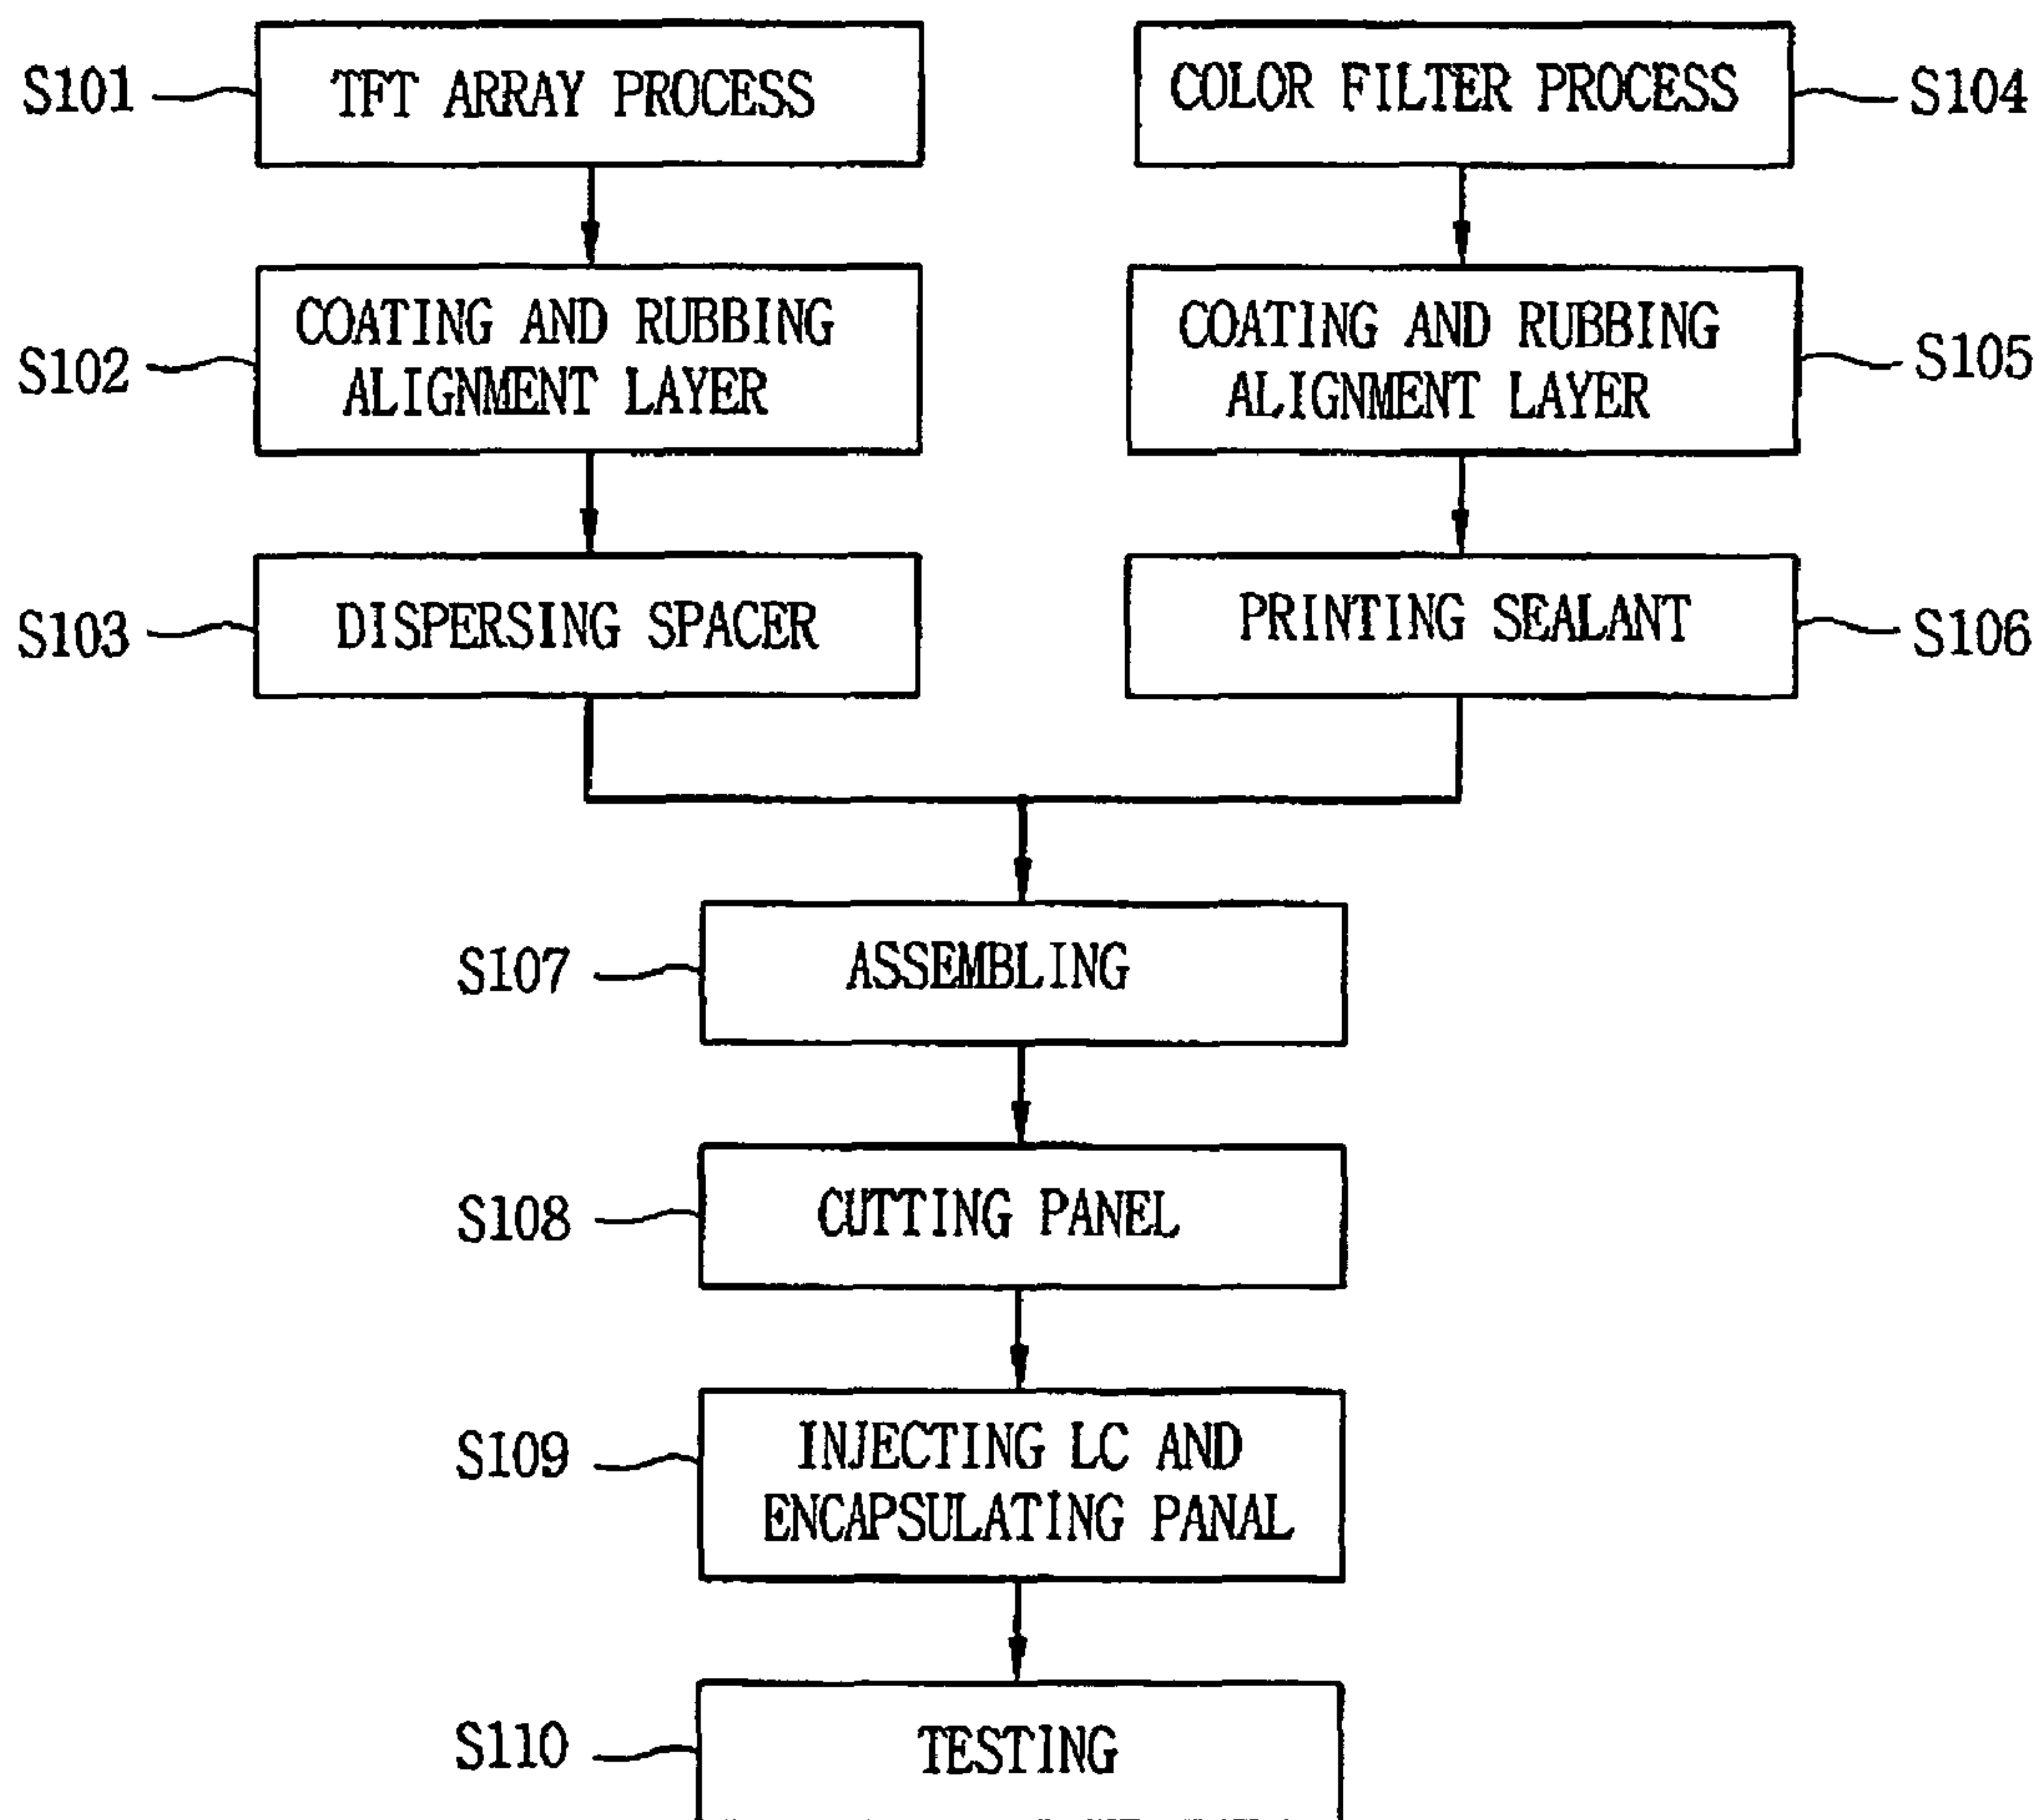 S101
TFT ARRAY PROCESS
COLOR FILTER PROCESS
S104
S102
COATING AND RUBBING
ALIGNMENT LAYER
COATING AND RUBBING
ALIGNMENT LAYER
S105
S103
DISPERSING SPACER
PRINTING SEALANT
S106
S107
ASSEMBLING
S108
CUTTING PANEL
S109
INJECTING LC AND
ENCAPSULATING PANAL
S110
TESTING